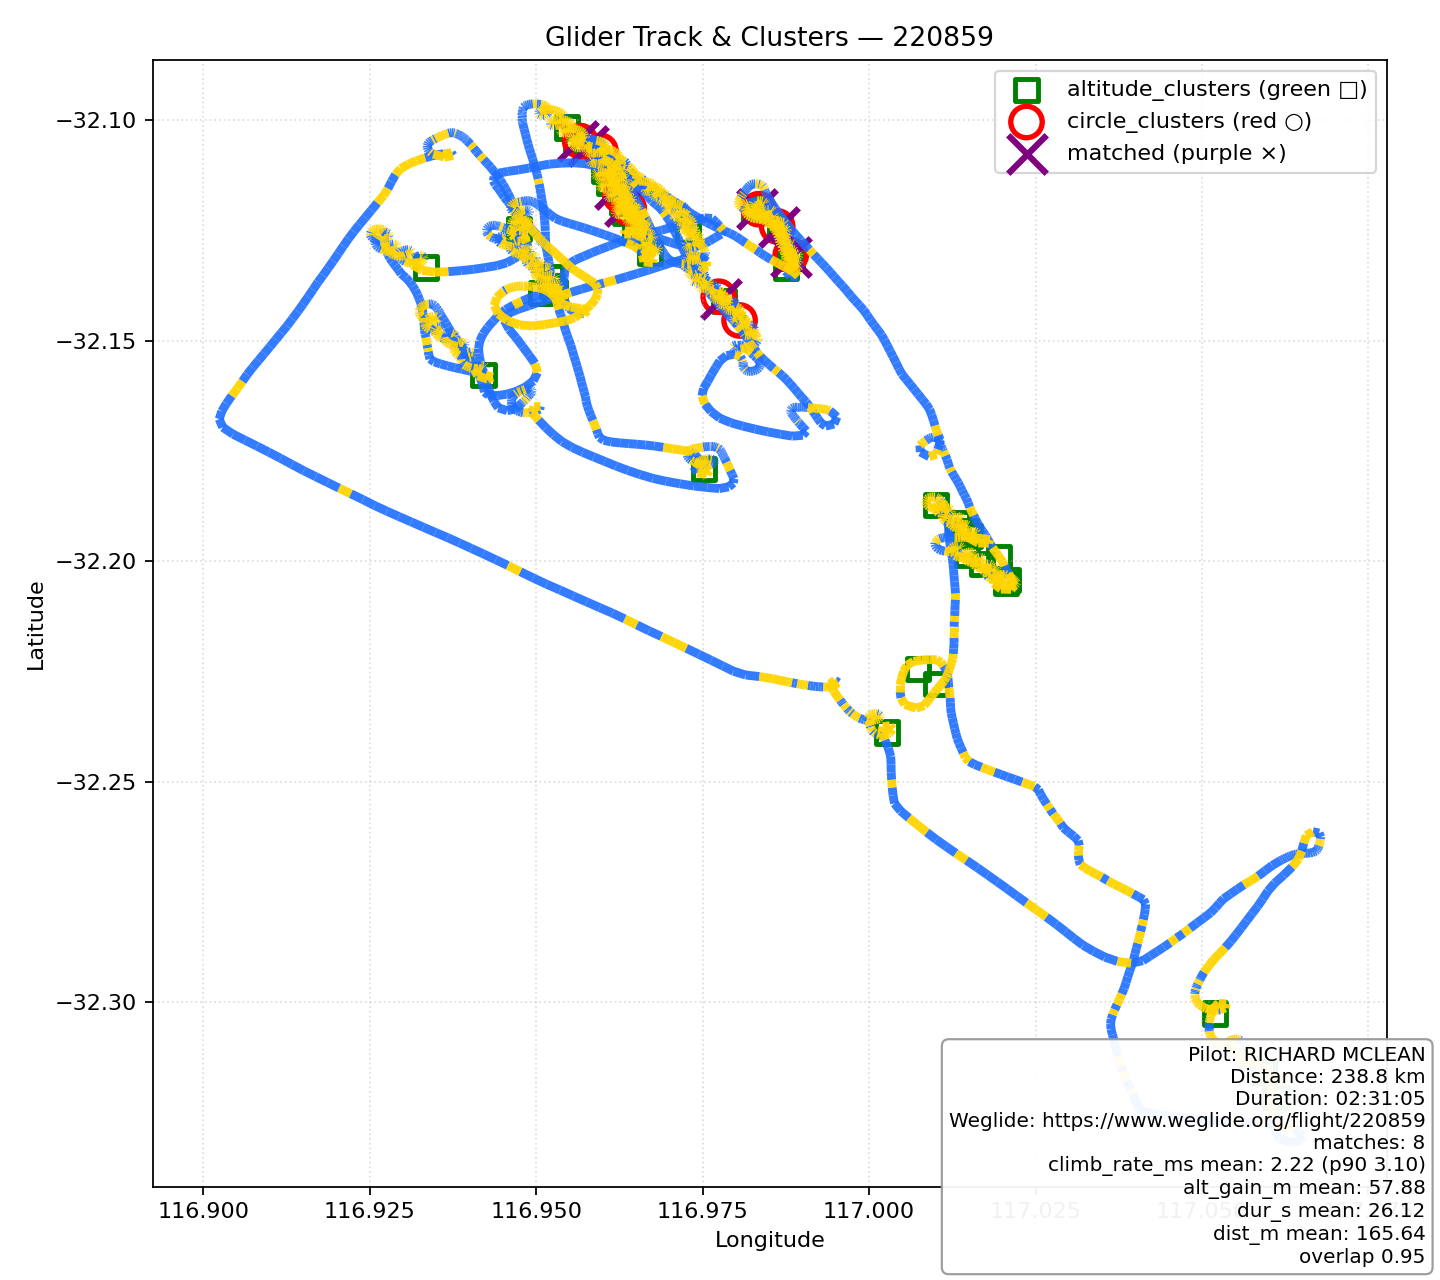 Glider Track & Clusters — 220859
altitude_clusters (green □)
circle_clusters (red ○)
matched (purple ×)
−32.10
−32.15
−32.20
−32.25
−32.30
Latitude
116.900
116.925
116.950
116.975
117.000
117.025
Longitude
Pilot: RICHARD MCLEAN
Distance: 238.8 km
Duration: 02:31:05
Weglide: https://www.weglide.org/flight/220859
matches: 8
climb_rate_ms mean: 2.22 (p90 3.10)
alt_gain_m mean: 57.88
dur_s mean: 26.12
dist_m mean: 165.64
overlap 0.95